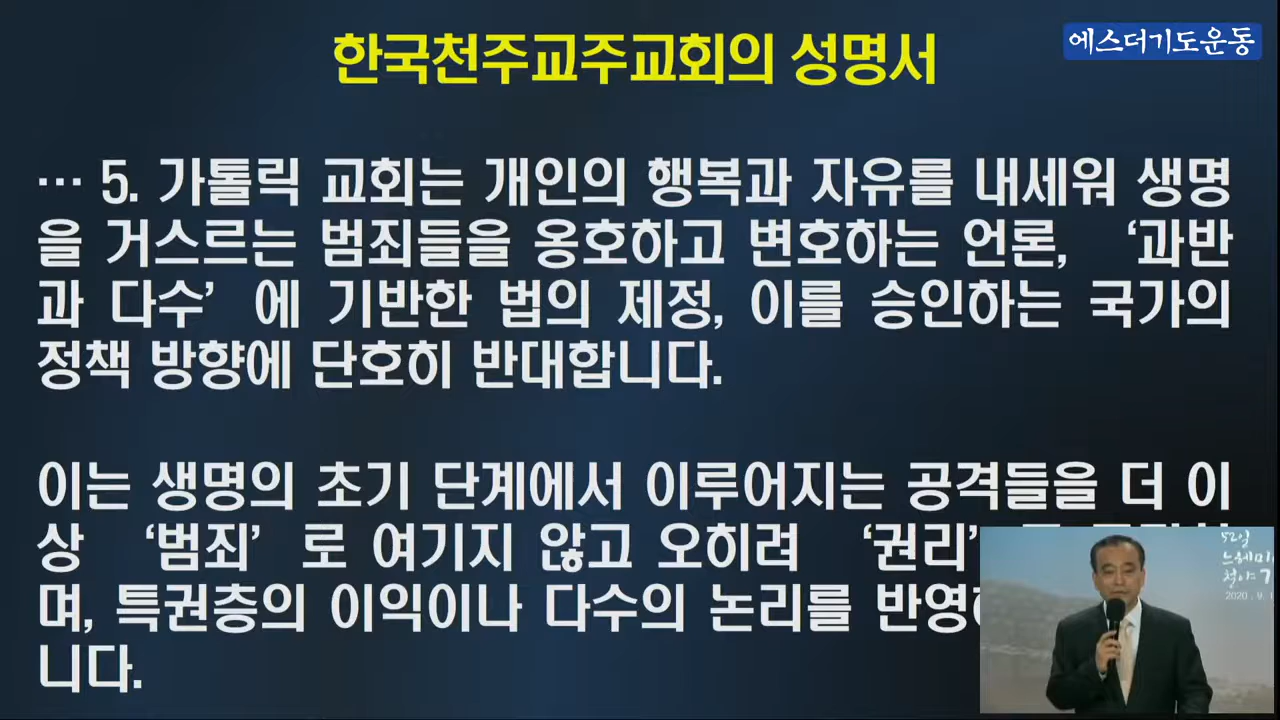 한국천주교주교회의 성명서
에스더기도운동
… 5. 가톨릭 교회는 개인의 행복과 자유를 내세워 생명
을 거스르는 범죄들을 옹호하고 변호하는 언론, ‘과반
과 다수’ 에 기반한 법의 제정, 이를 승인하는 국가의
정책 방향에 단호히 반대합니다.
이는 생명의 초기 단계에서 이루어지는 공격들을 더 이
상 ‘범죄’ 로 여기지 않고 오히려 ‘권리’
며, 특권층의 이익이나 다수의 논리를
니다.
52일
철야
2020 . 9 .